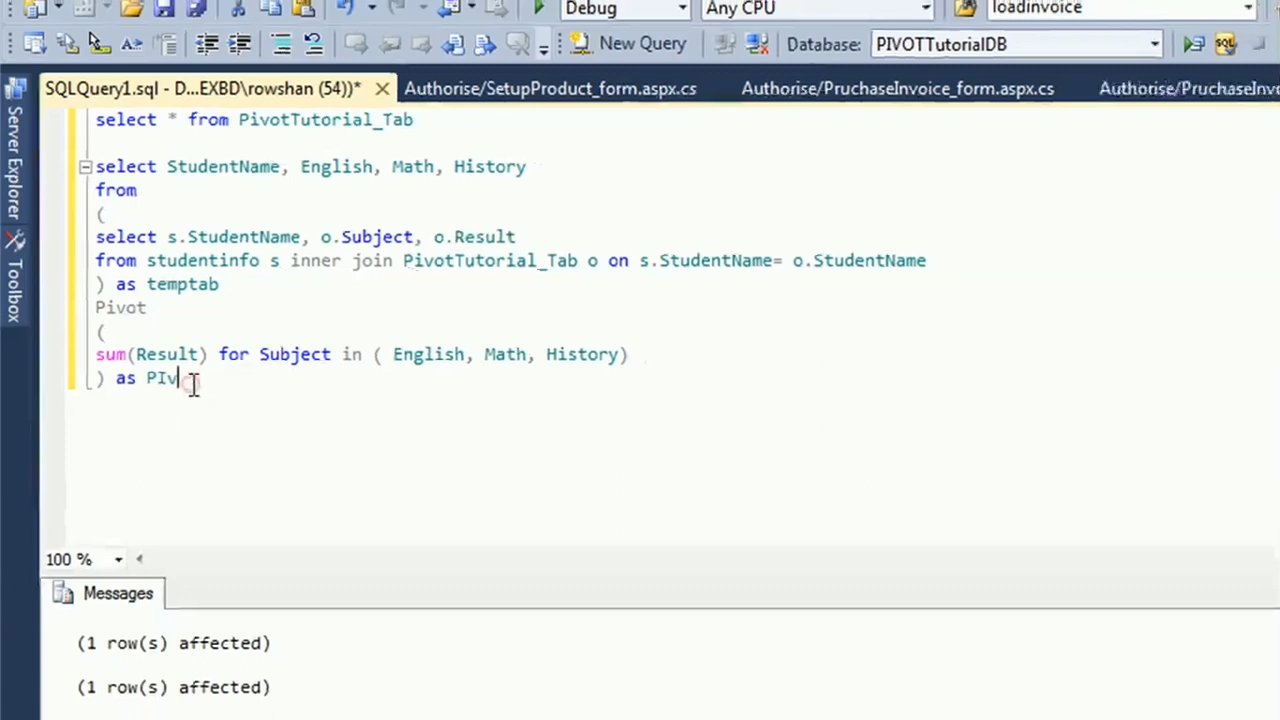 Debug
Any CPU
loadinvoice
New Query
Database:
PIVOTTutorialDB
SQLQuery1.sql - D...EXBD\rowshan (54))*
Authorise/SetupProduct_form.aspx.cs
Authorise/PruchaseInvoice_form.aspx.cs
Authorise/PruchaseInvo
Server Explorer
Toolbox
select * from PivotTutorial_Tab
select StudentName, English, Math, History
from
(
select s.StudentName, o.Subject, o.Result
from studentinfo s inner join PivotTutorial_Tab o on s.StudentName= o.StudentName
) as temptab
Pivot
(
sum(Result) for Subject in ( English, Math, History)
) as PIv
100 %
Messages
(1 row(s) affected)
(1 row(s) affected)